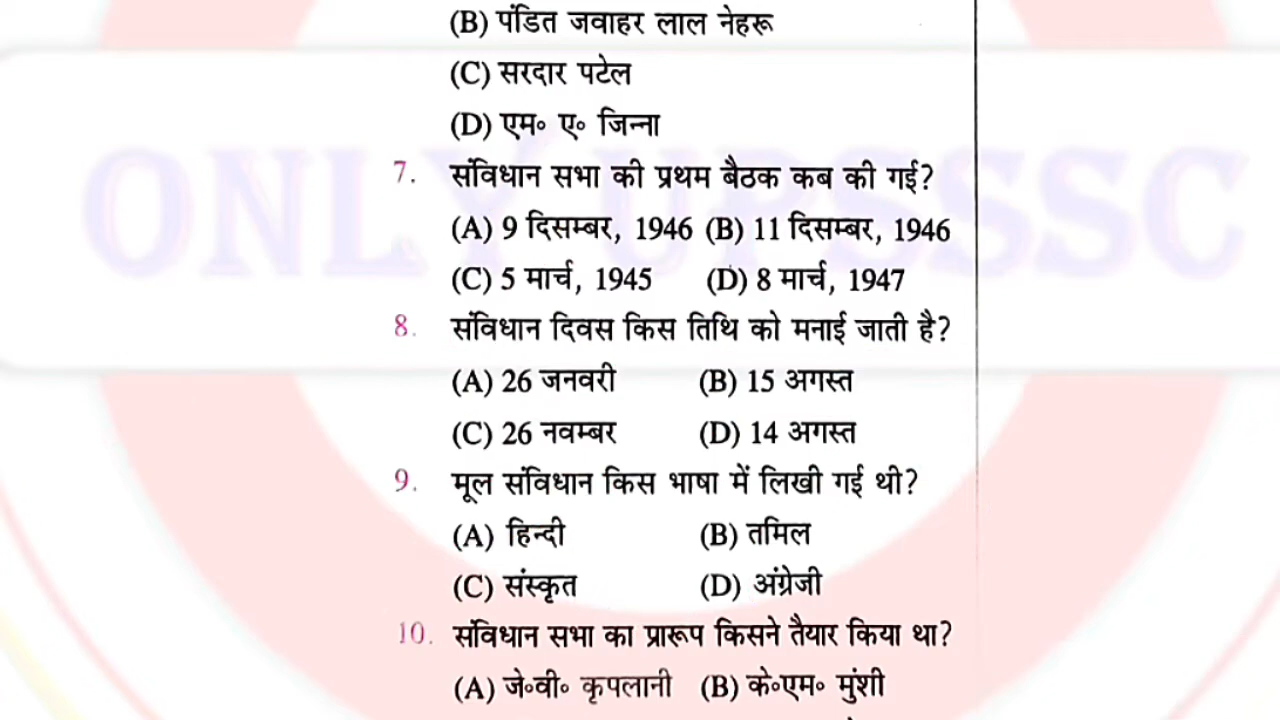 (B) पंडित जवाहर लाल नेहरू
(C) सरदार पटेल
(D) एम॰ ए॰ जिन्ना
ONLY UPSSSC
7. संविधान सभा की प्रथम बैठक कब की गई?
(A) 9 दिसम्बर, 1946 (B) 11 दिसम्बर, 1946
(C) 5 मार्च, 1945 (D) 8 मार्च, 1947
8. संविधान दिवस किस तिथि को मनाई जाती है?
(A) 26 जनवरी (B) 15 अगस्त
(C) 26 नवम्बर (D) 14 अगस्त
9. मूल संविधान किस भाषा में लिखी गई थी?
(A) हिन्दी (B) तमिल
(C) संस्कृत (D) अंग्रेजी
10. संविधान सभा का प्रारूप किसने तैयार किया था?
(A) जे॰वी॰ कृपलानी (B) के॰एम॰ मुंशी